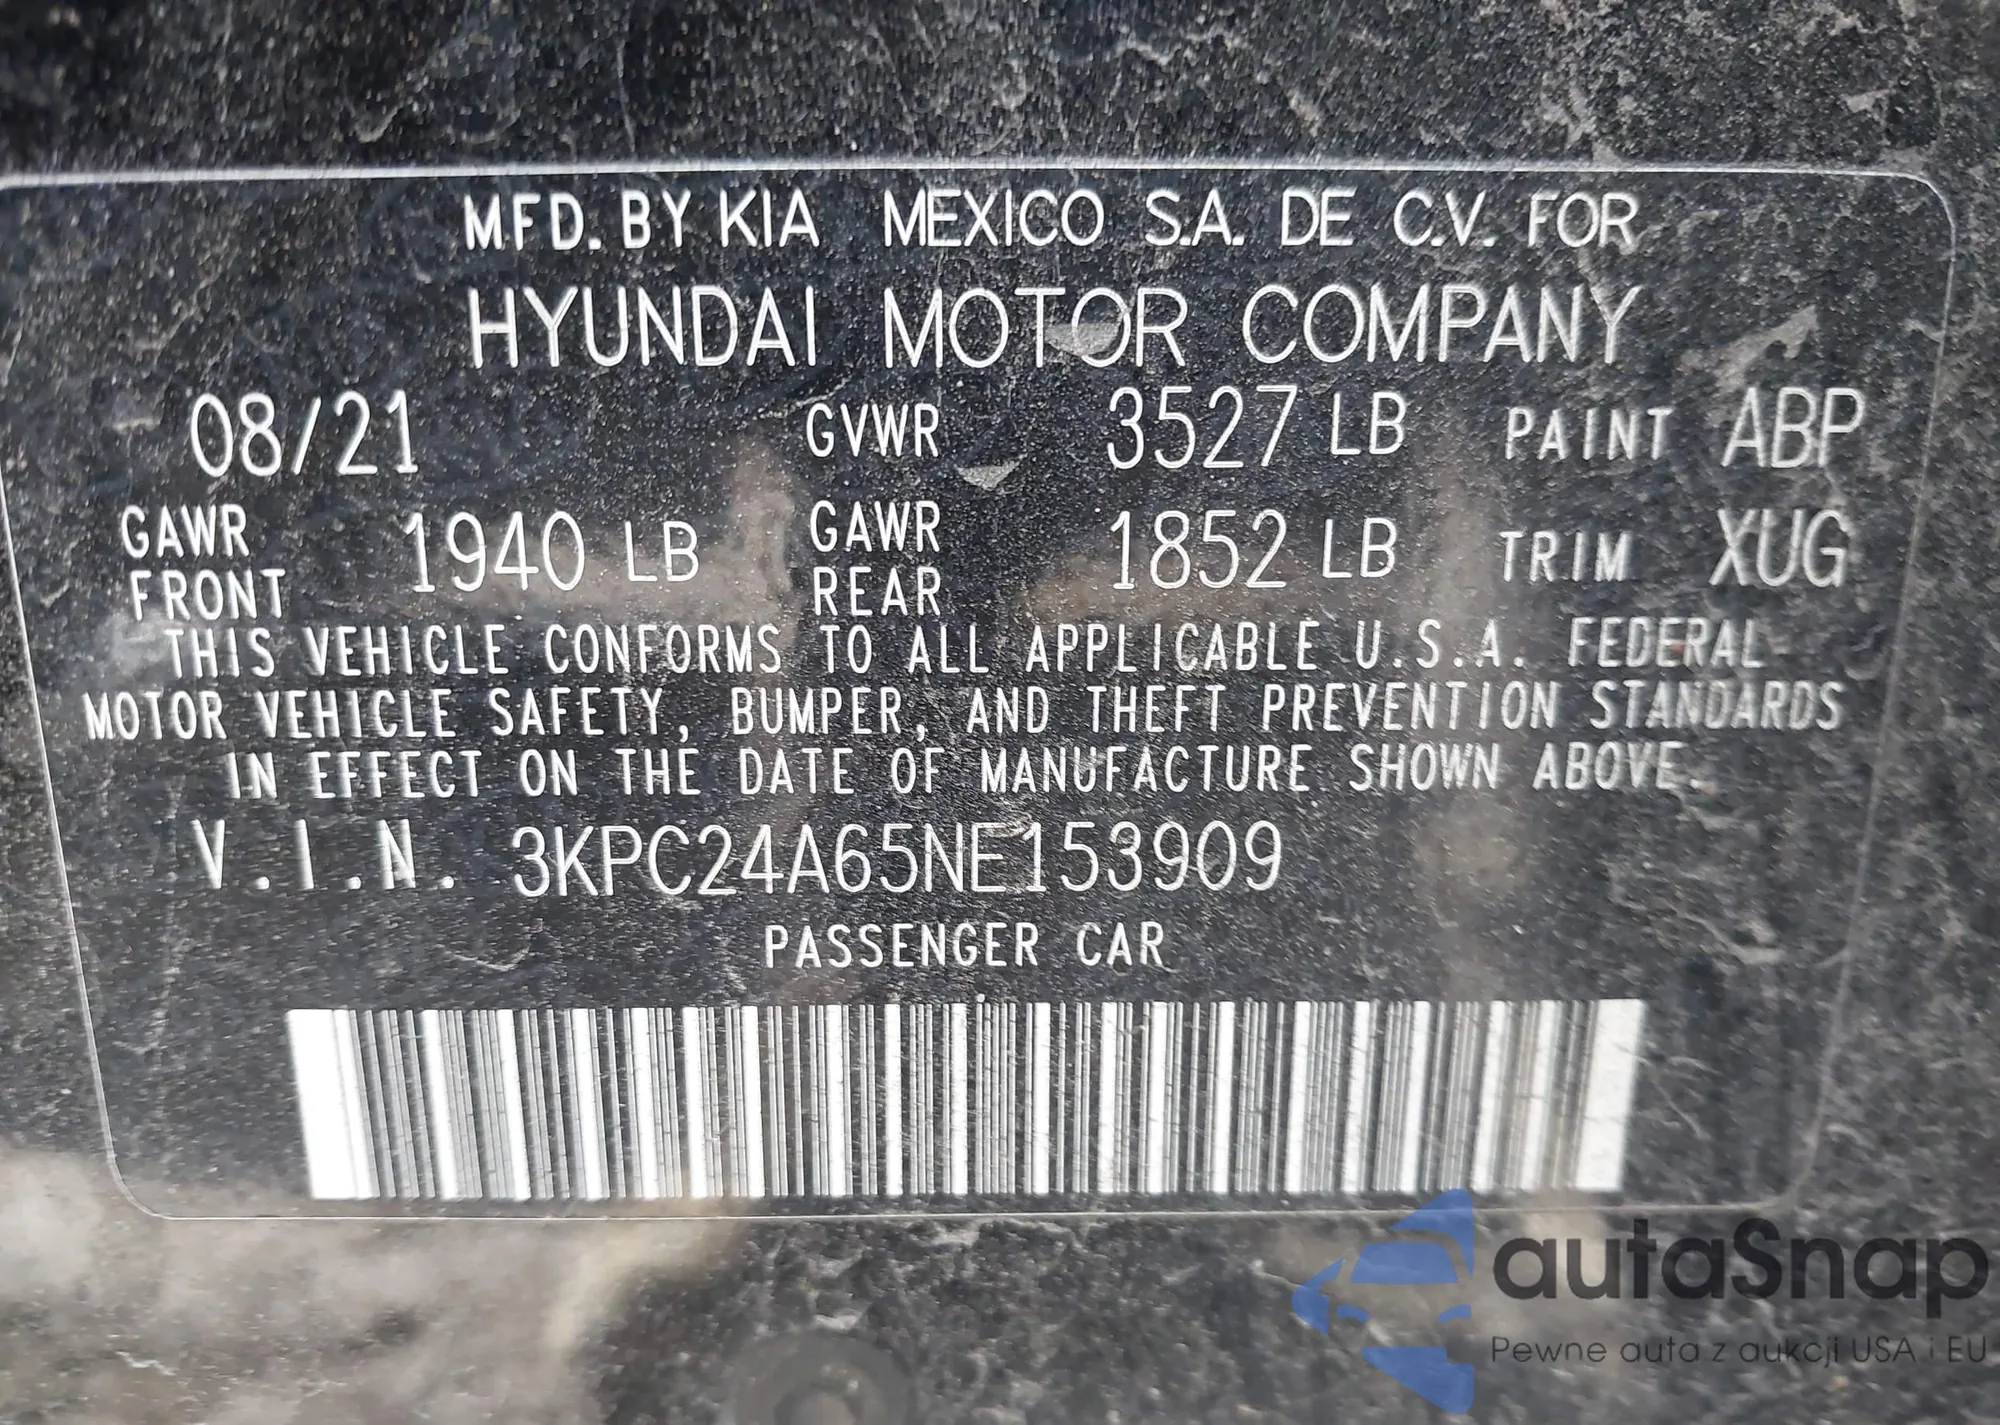 MFD. BY KIA MEXICO S.A. DE C.V. FOR
HYUNDAI MOTOR COMPANY
08/21 GVWR 3527 LB PAINT ABP
GAWR FRONT 1940 LB GAWR REAR 1852 LB TRIM XUG
THIS VEHICLE CONFORMS TO ALL APPLICABLE U.S.A. FEDERAL
MOTOR VEHICLE SAFETY, BUMPER, AND THEFT PREVENTION STANDARDS
IN EFFECT ON THE DATE OF MANUFACTURE SHOWN ABOVE.
V.I.N. 3KPC24A65NE153909
PASSENGER CAR
autaSnap
Pewne auta z aukcji USA i EU